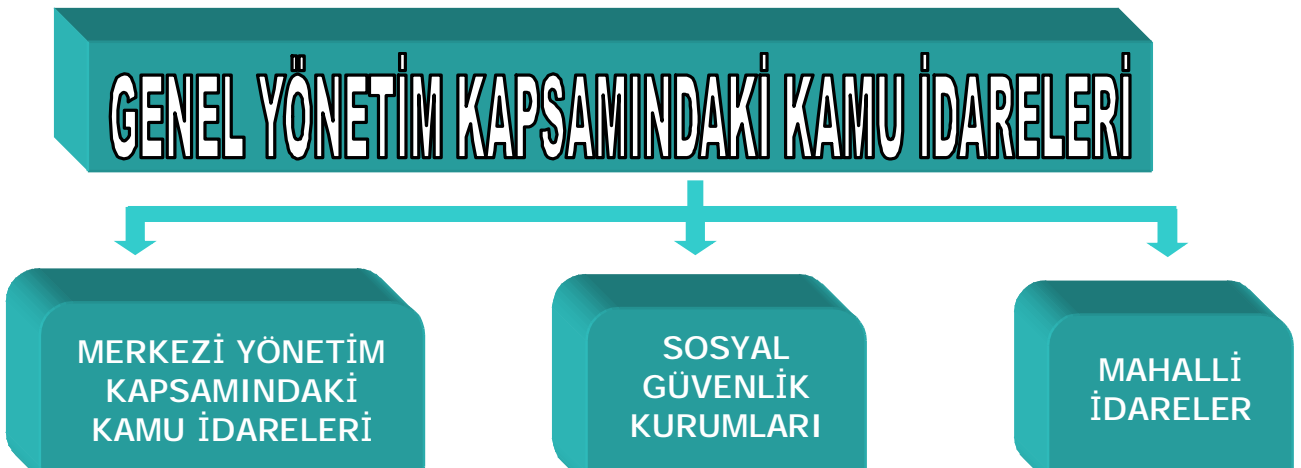 GENEL YÖNETİM KAPSAMINDAKİ KAMU İDARELERİ
MERKEZİ YÖNETİM
KAPSAMINDAKİ
KAMU İDARELERİ
SOSYAL
GÜVENLİK
KURUMLARI
MAHALLİ
İDARELER